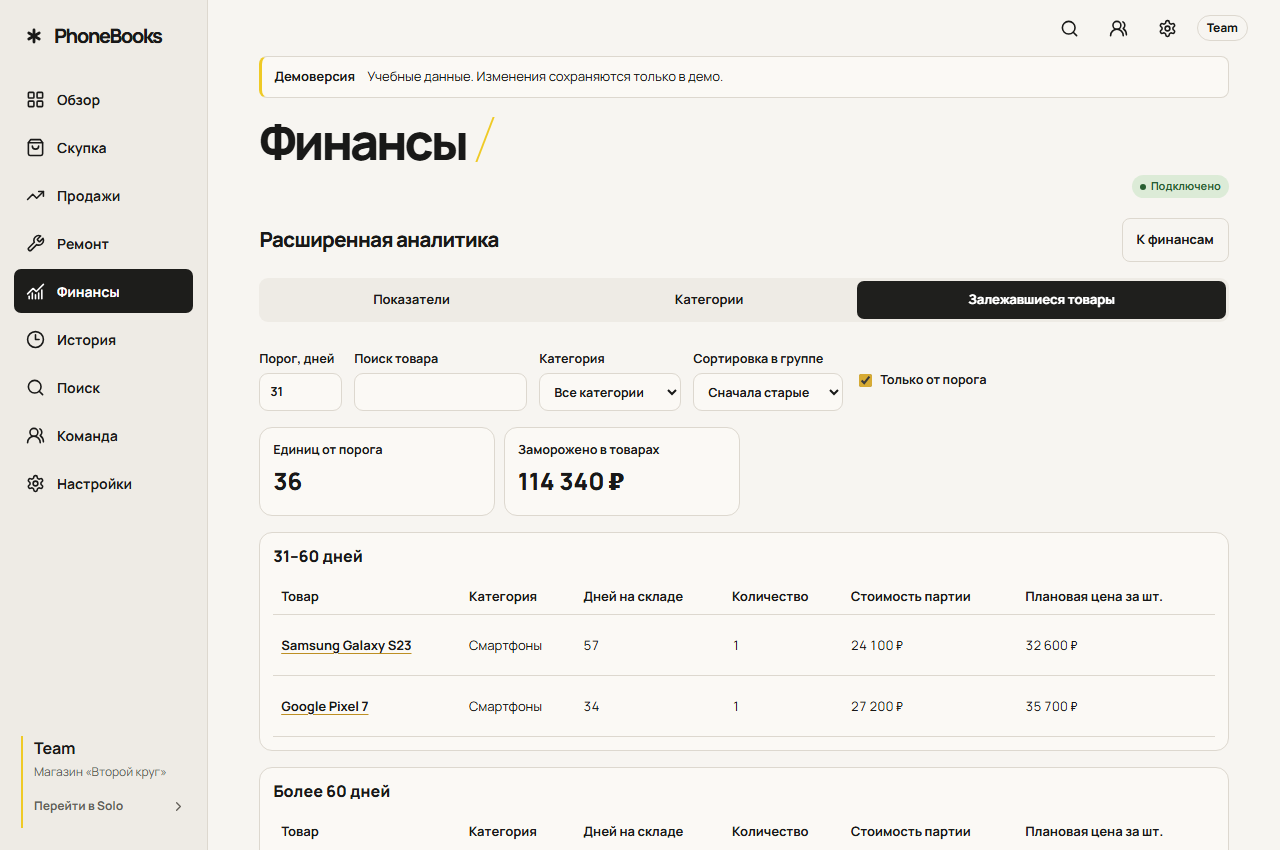 PhoneBooks
Team
Демоверсия Учебные данные. Изменения сохраняются только в демо.
Обзор
Скупка
Продажи
Ремонт
Финансы
История
Поиск
Команда
Настройки
Финансы /
Подключено
Расширенная аналитика К финансам
Показатели Категории Залежавшиеся товары
Порог, дней Поиск товара Категория Сортировка в группе
31 Все категории Сначала старые Только от порога
Единиц от порога Заморожено в товарах
36 114 340 ₽
31–60 дней
Товар Категория Дней на складе Количество Стоимость партии Плановая цена за шт.
Samsung Galaxy S23 Смартфоны 57 1 24 100 ₽ 32 600 ₽
Google Pixel 7 Смартфоны 34 1 27 200 ₽ 35 700 ₽
Более 60 дней
Товар Категория Дней на складе Количество Стоимость партии Плановая цена за шт.
Team
Магазин «Второй круг»
Перейти в Solo